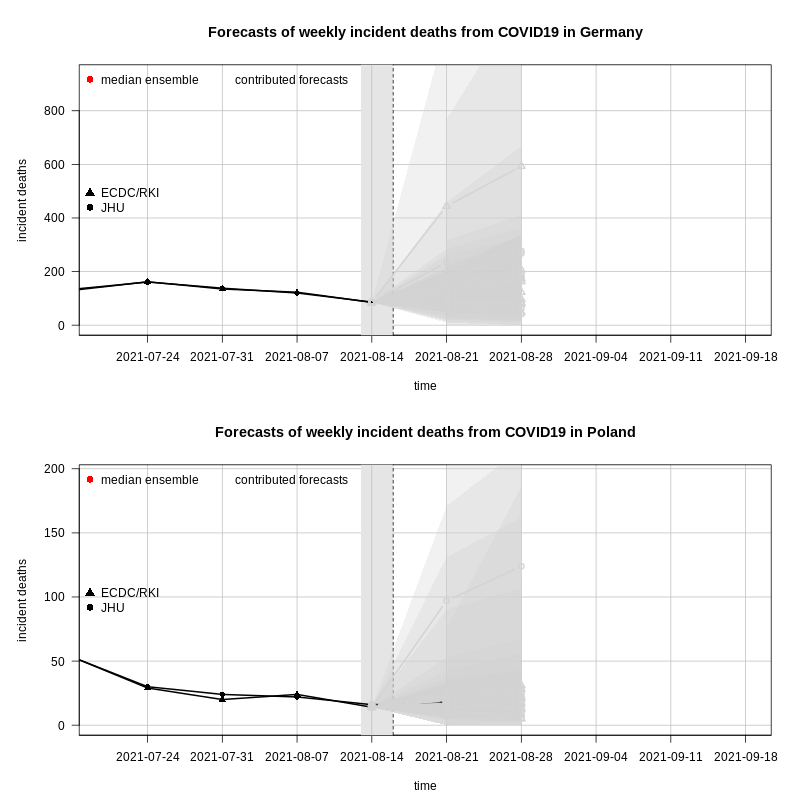 Forecasts of weekly incident deaths from COVID19 in Germany
median ensemble contributed forecasts
800
600
ECDC/RKI
JHU
400
200
0
incident deaths
2021-07-24 2021-07-31 2021-08-07 2021-08-14 2021-08-21 2021-08-28 2021-09-04 2021-09-11 2021-09-18
time
Forecasts of weekly incident deaths from COVID19 in Poland
200
median ensemble contributed forecasts
150
100
ECDC/RKI
JHU
50
0
incident deaths
2021-07-24 2021-07-31 2021-08-07 2021-08-14 2021-08-21 2021-08-28 2021-09-04 2021-09-11 2021-09-18
time